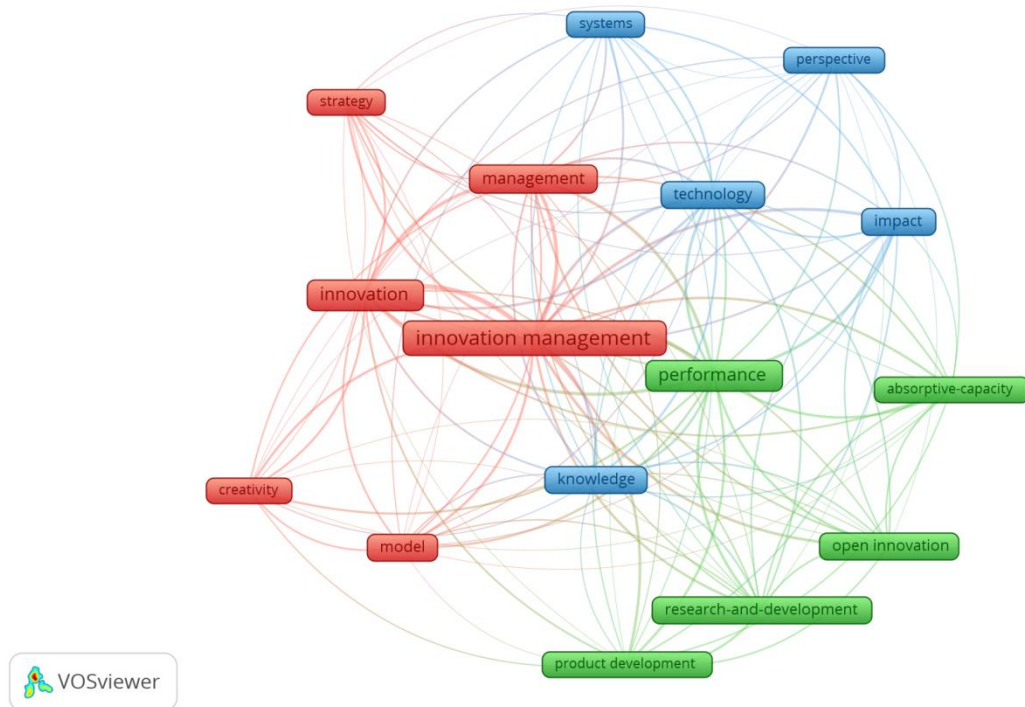 systems
perspective
strategy
management
technology
impact
innovation
innovation management
performance
absorptive-capacity
knowledge
creativity
model
open innovation
research-and-development
product development
VOSviewer